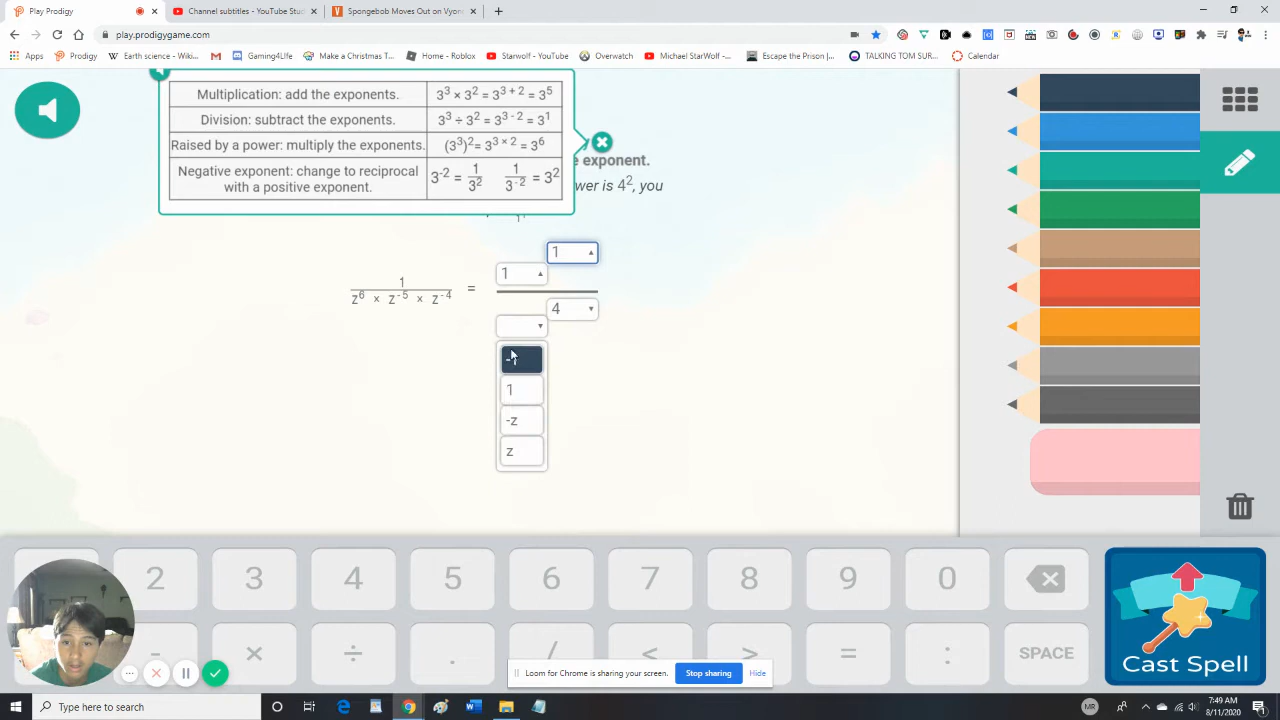 Play Prodigy
Channel subtitles - YouTube Stud
Spongebob Moves Out on Vyon
play.prodigygame.com
Apps
Prodigy
Earth science - Wiki...
Gaming4Life
Make a Christmas T...
Home - Roblox
Starwolf - YouTube
Overwatch
Michael StarWolf -...
Escape the Prison |...
TALKING TOM SUR...
Canvas
Multiplication: add the exponents.
3³ × 3² = 3³ ⁺ ² = 3⁵
Division: subtract the exponents.
3³ ÷ 3² = 3³ ⁻ ² = 3¹
Raised by a power: multiply the exponents.
(3³)² = 3³ ˣ ² = 3⁶
Negative exponent: change to reciprocal
with a positive exponent.
3⁻² = 1/3² 1/3⁻² = 3²
e exponent.
wer is 4², you
1/(z⁶ × z⁻⁵ × z⁻⁴) =
1
1
4
-1
1
-z
z
2 3 4 5 6 7 8 9 0
- × ÷ . / < > = : SPACE
Cast Spell
Loom for Chrome is sharing your screen.
Stop sharing
Hide
Type here to search
MR
7:49 AM
8/11/2020